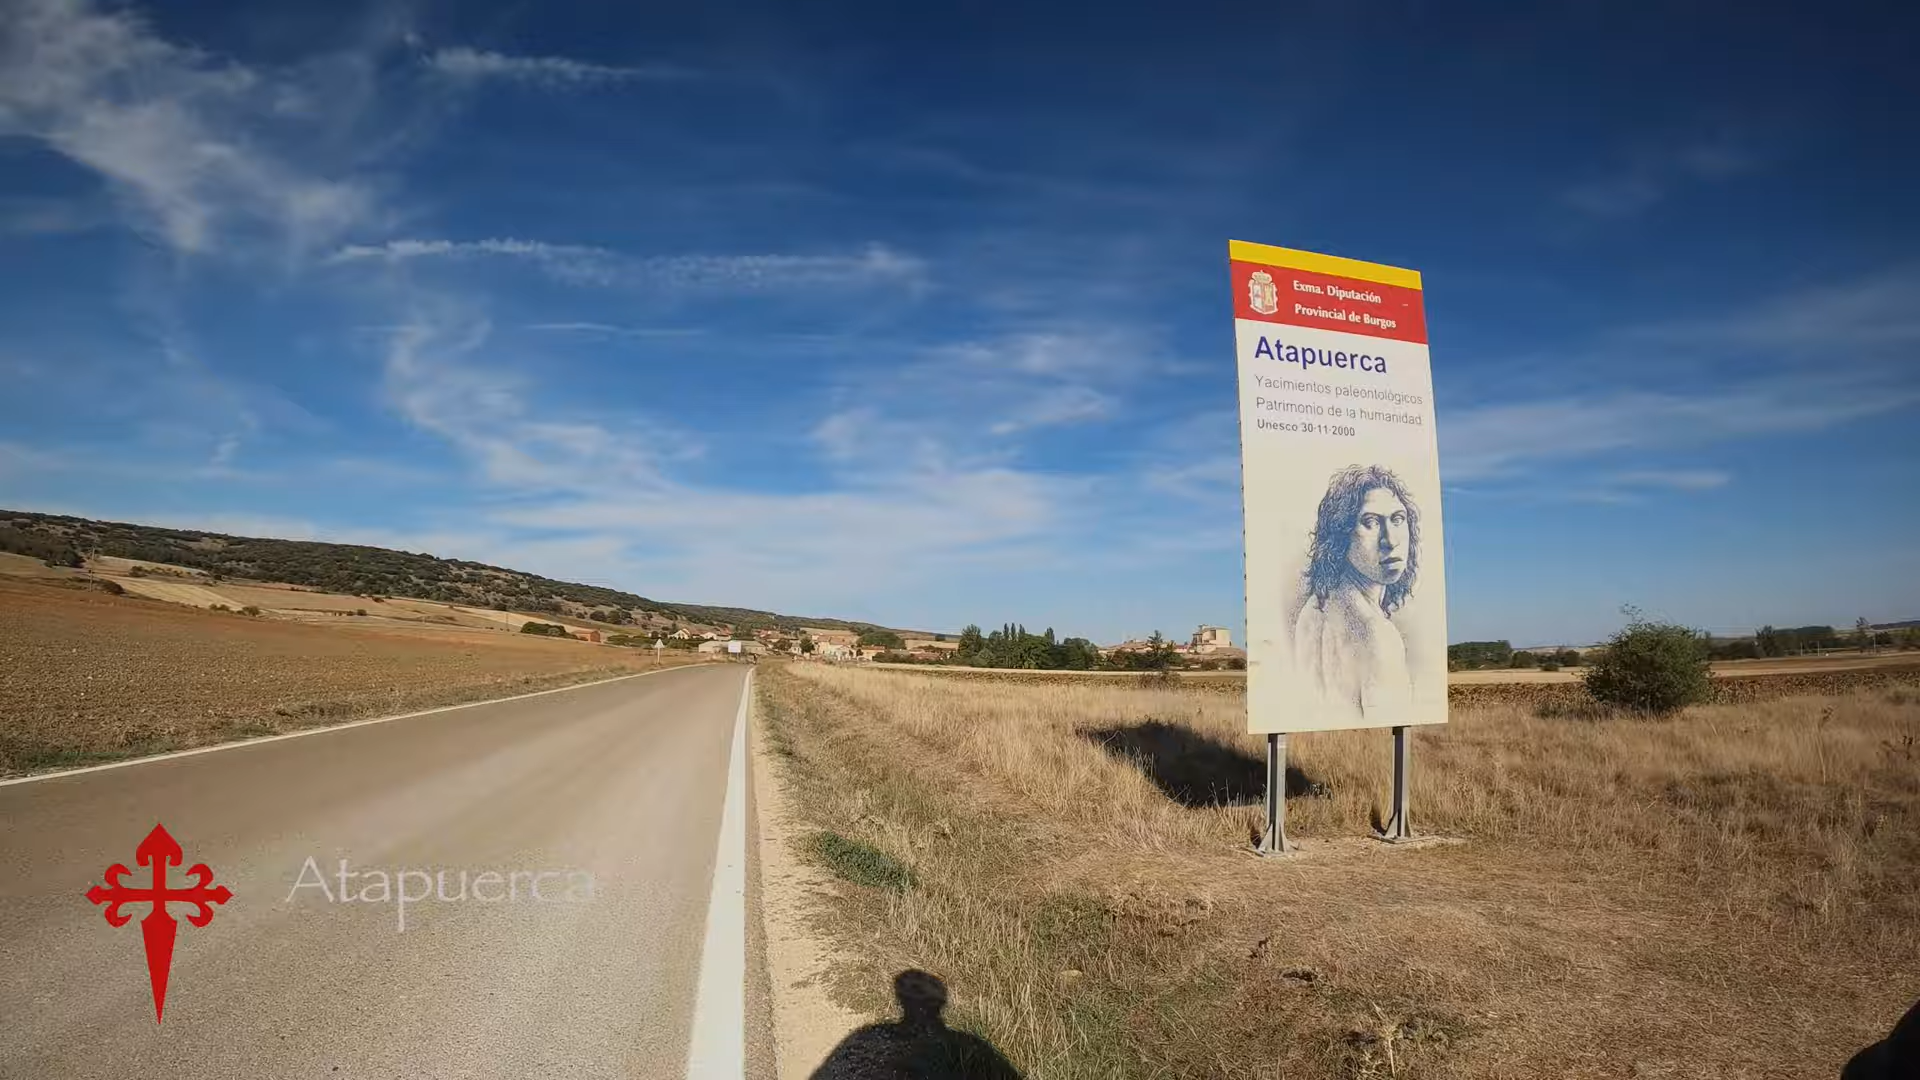 Exma. Diputación
Provincial de Burgos
Atapuerca
Yacimientos paleontológicos
Patrimonio de la humanidad
Unesco 30-11-2000
Atapuerca